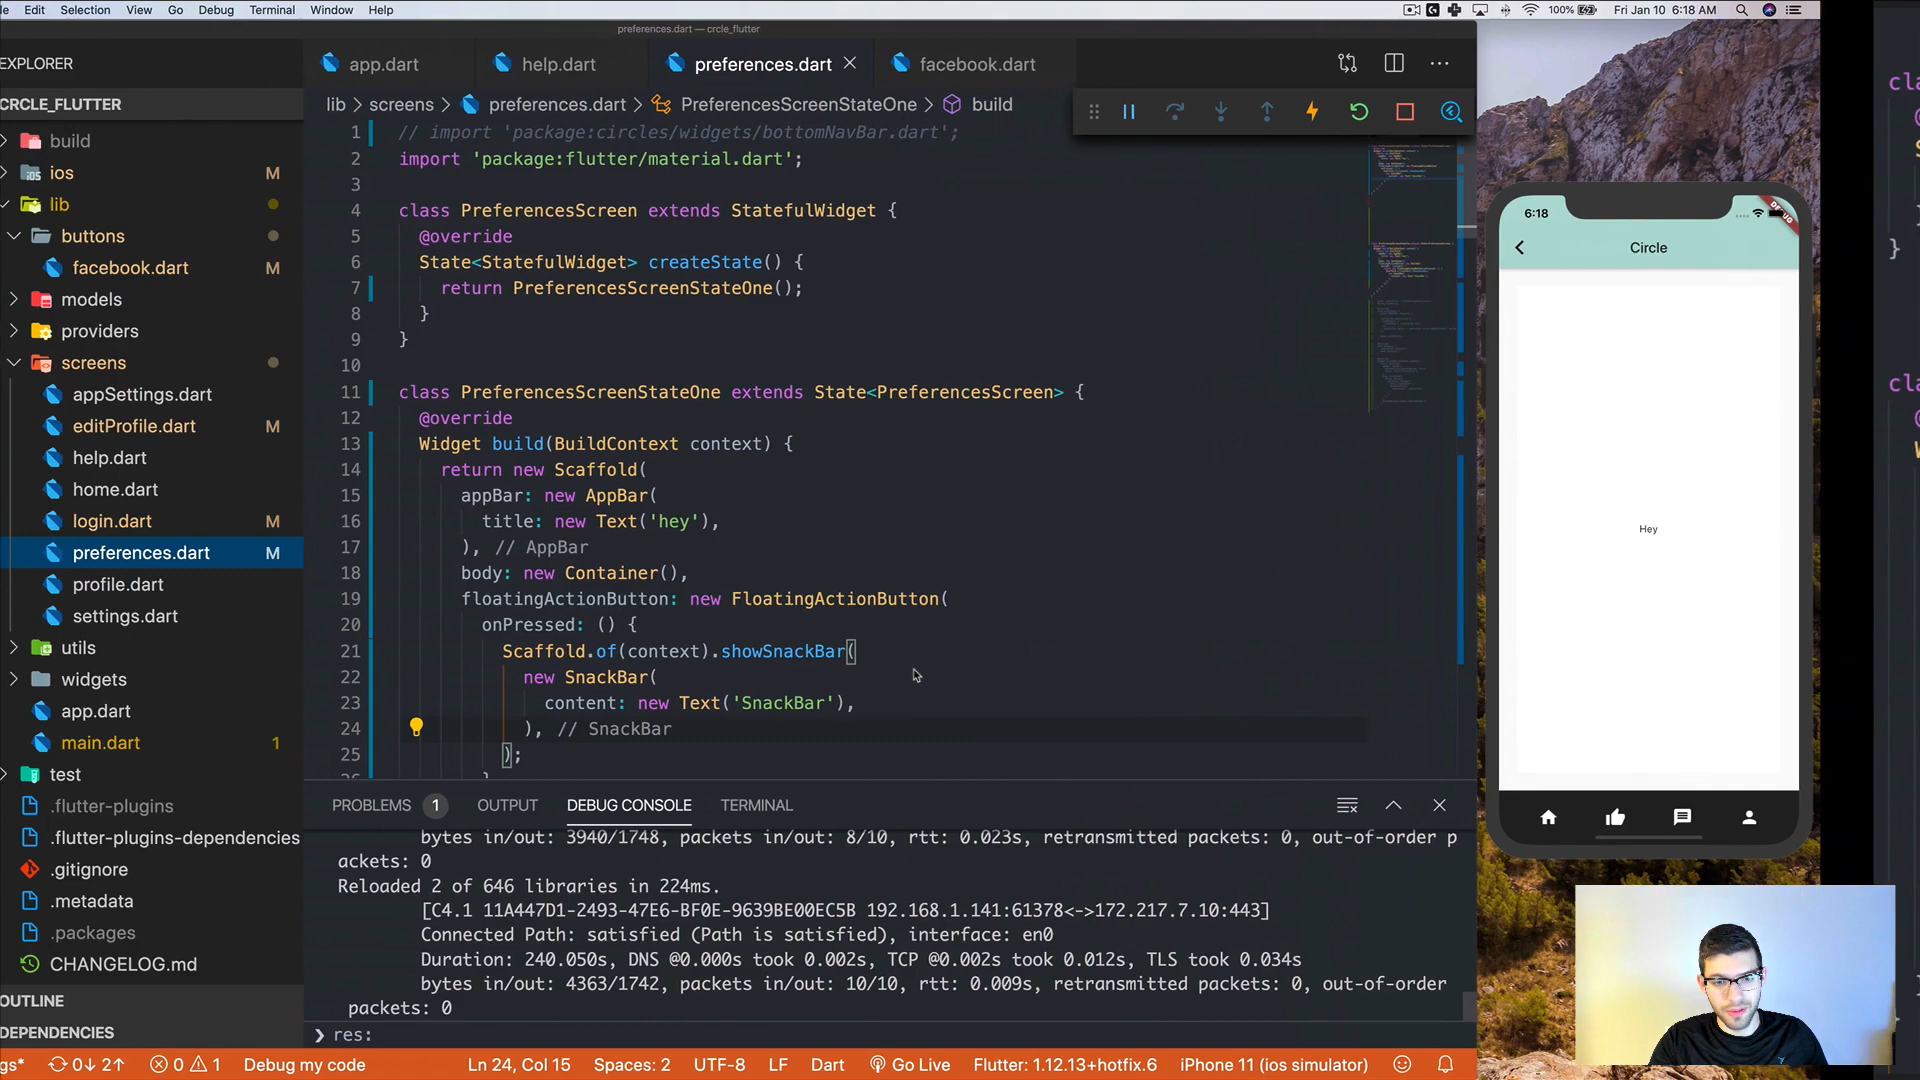 Edit Selection View Go Debug Terminal Window Help
100% Fri Jan 10 6:18 AM
preferences.dart — crcle_flutter
EXPLORER
CRCLE_FLUTTER
build
ios M
lib
buttons
facebook.dart M
models
providers
screens
appSettings.dart
editProfile.dart M
help.dart
home.dart
login.dart M
preferences.dart M
profile.dart
settings.dart
utils
widgets
app.dart
main.dart 1
test
.flutter-plugins
.flutter-plugins-dependencies
.gitignore
.metadata
.packages
CHANGELOG.md
OUTLINE
DEPENDENCIES
app.dart help.dart preferences.dart facebook.dart
lib > screens > preferences.dart > PreferencesScreenStateOne > build
1 // import 'package:circles/widgets/bottomNavBar.dart';
2 import 'package:flutter/material.dart';
3
4 class PreferencesScreen extends StatefulWidget {
5 @override
6 State<StatefulWidget> createState() {
7 return PreferencesScreenStateOne();
8 }
9 }
10
11 class PreferencesScreenStateOne extends State<PreferencesScreen> {
12 @override
13 Widget build(BuildContext context) {
14 return new Scaffold(
15 appBar: new AppBar(
16 title: new Text('hey'),
17 ), // AppBar
18 body: new Container(),
19 floatingActionButton: new FloatingActionButton(
20 onPressed: () {
21 Scaffold.of(context).showSnackBar(
22 new SnackBar(
23 content: new Text('SnackBar'),
24 ), // SnackBar
25 );
PROBLEMS 1 OUTPUT DEBUG CONSOLE TERMINAL
bytes in/out: 3940/1748, packets in/out: 8/10, rtt: 0.023s, retransmitted packets: 0, out-of-order p
ackets: 0
Reloaded 2 of 646 libraries in 224ms.
[C4.1 11A447D1-2493-47E6-BF0E-9639BE00EC5B 192.168.1.141:61378<->172.217.7.10:443]
Connected Path: satisfied (Path is satisfied), interface: en0
Duration: 240.050s, DNS @0.000s took 0.002s, TCP @0.002s took 0.012s, TLS took 0.034s
bytes in/out: 4363/1742, packets in/out: 10/10, rtt: 0.009s, retransmitted packets: 0, out-of-order
packets: 0
res:
gs* 0↓ 2↑ 0 1 Debug my code Ln 24, Col 15 Spaces: 2 UTF-8 LF Dart Go Live Flutter: 1.12.13+hotfix.6 iPhone 11 (ios simulator)
6:18
DEBUG
Circle
Hey